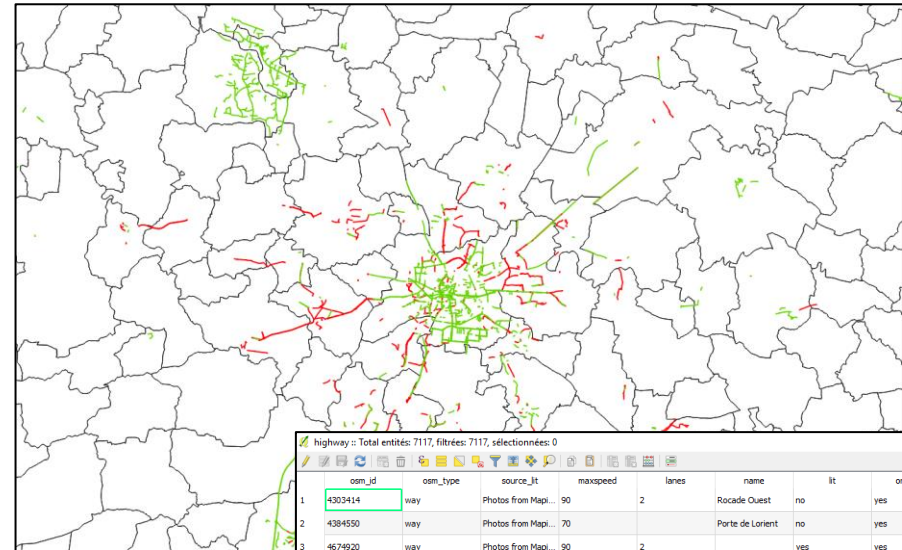 highway :: Total entités: 7117, filtrées: 7117, sélectionnées: 0
osm_id osm_type source_lit maxspeed lanes name lit
1 4303414 way Photos from Mapi... 90 2 Rocade Ouest no yes
2 4384550 way Photos from Mapi... 70 Porte de Lorient no yes
3 4674920 way Photos from Mapi... 90 2 yes yes